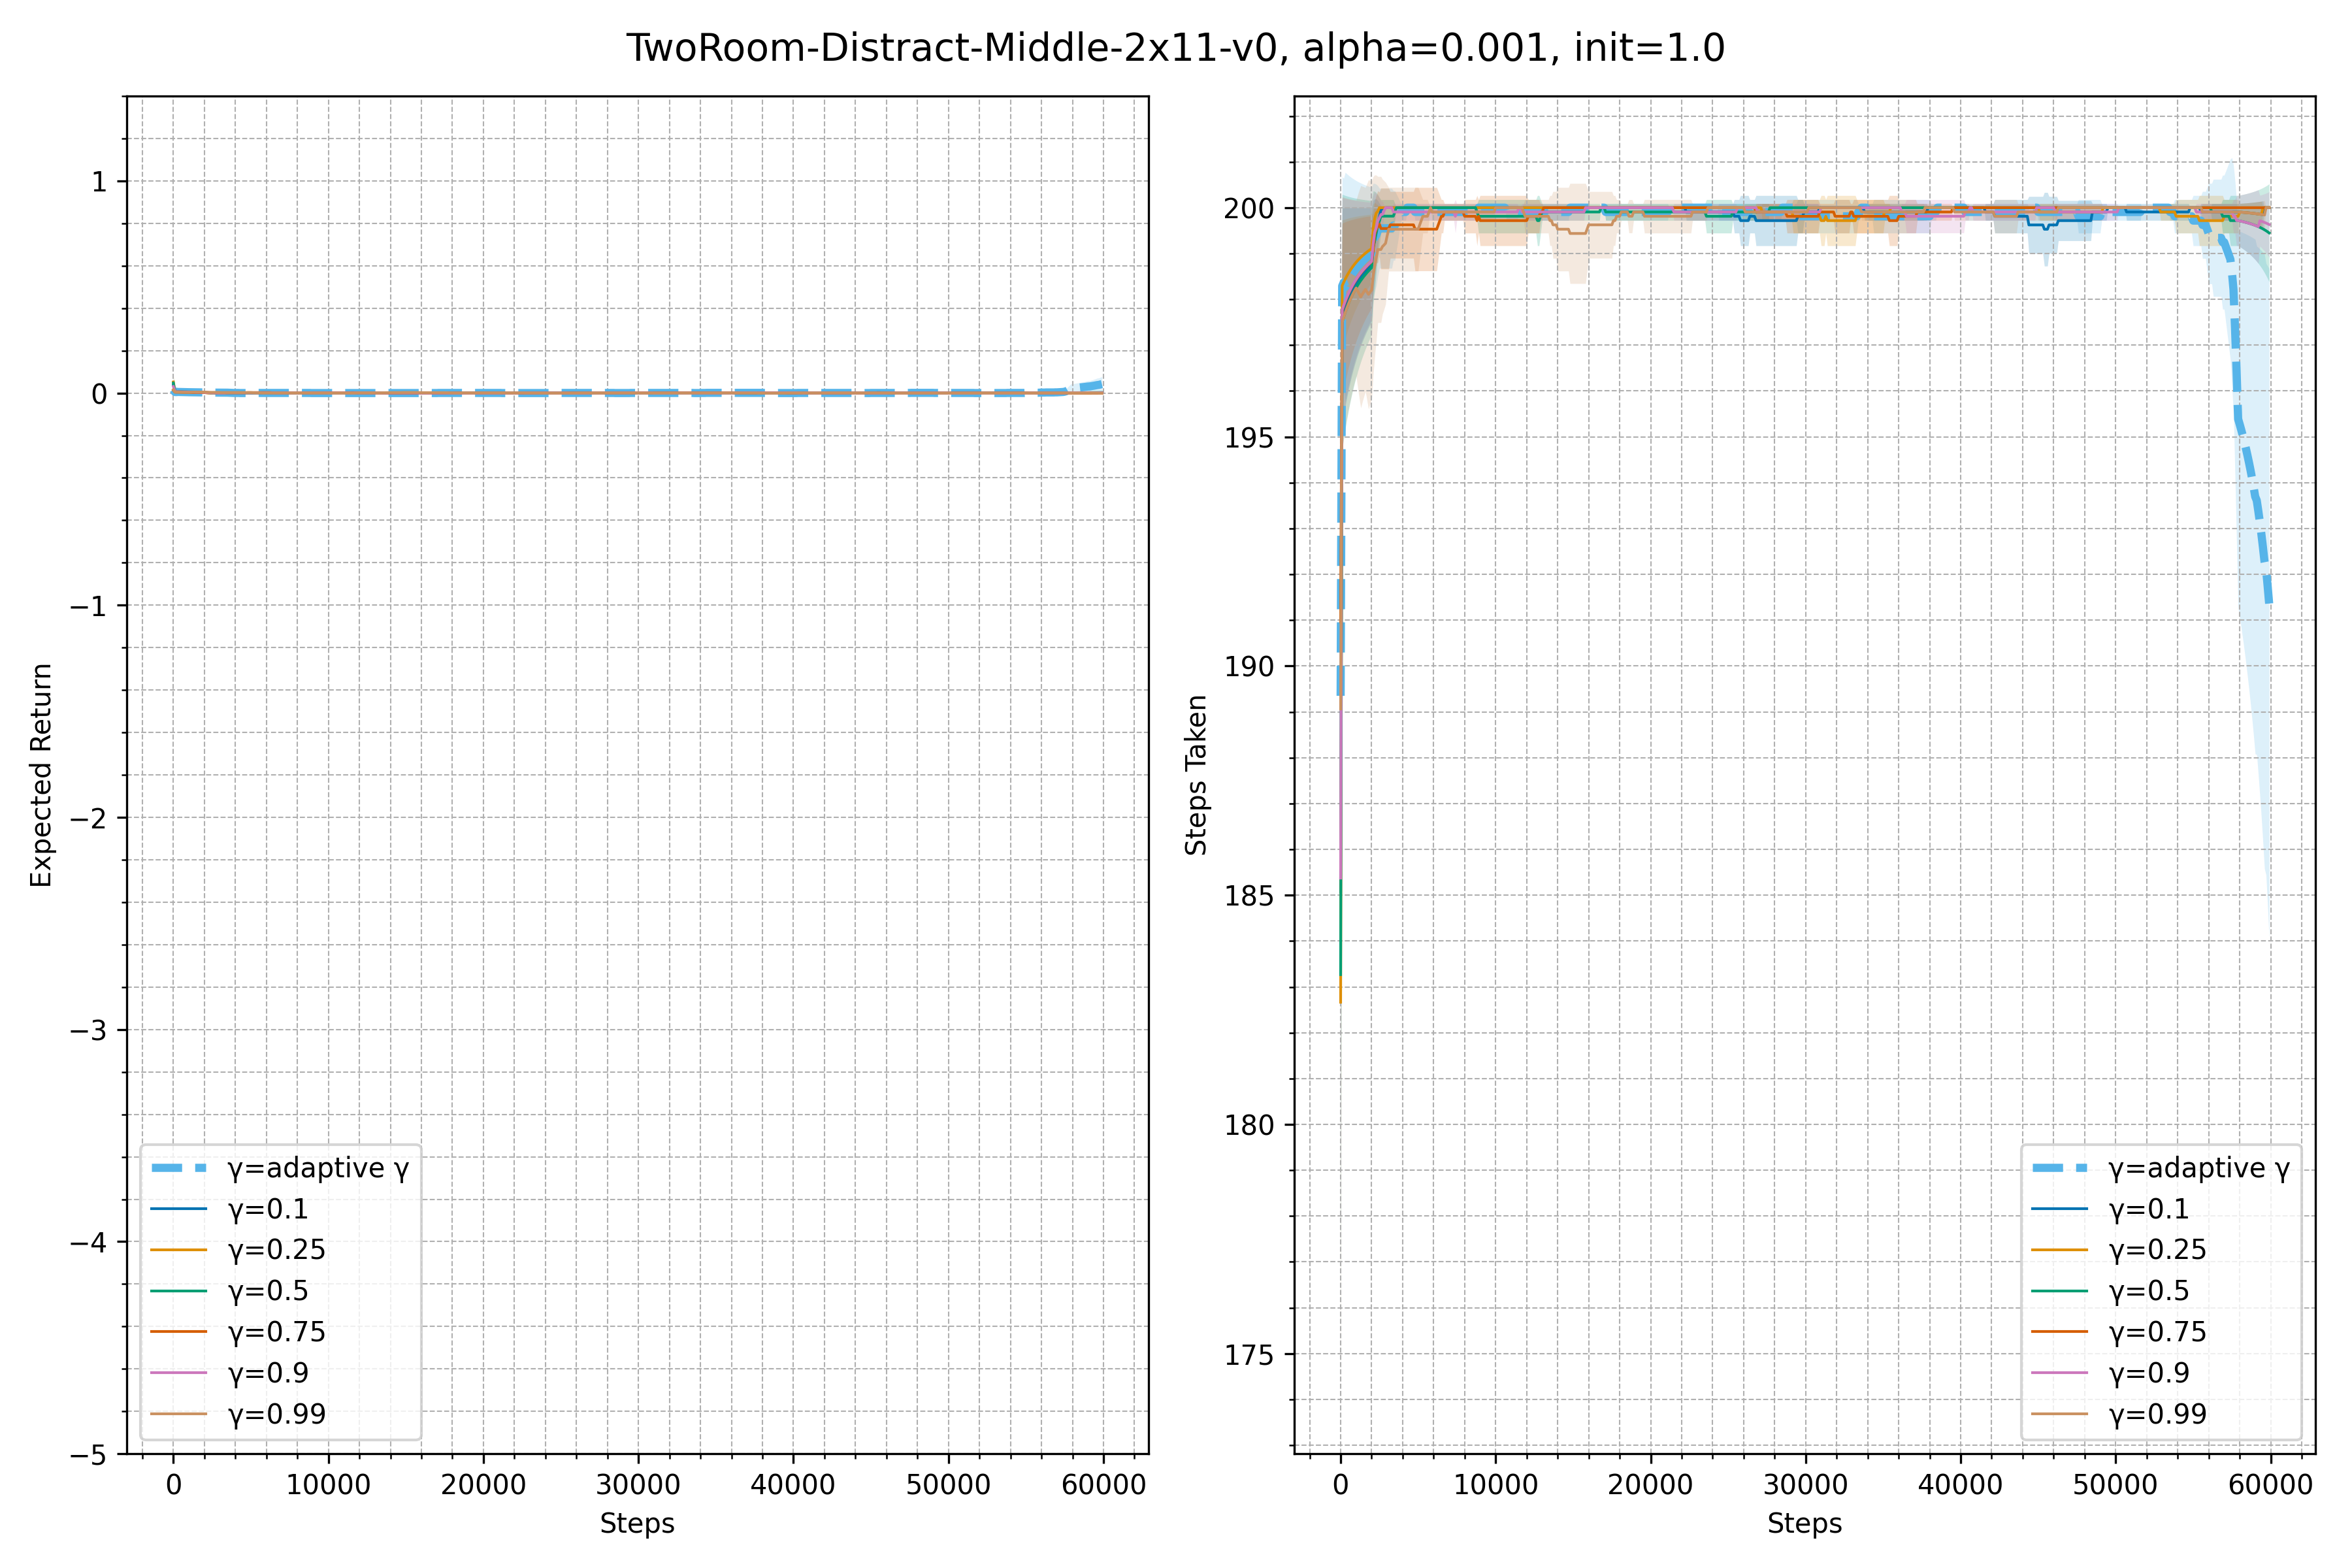 TwoRoom-Distract-Middle-2x11-v0, alpha=0.001, init=1.0
Expected Return
1
0
−1
−2
−3
−4
−5
0
10000
20000
30000
40000
50000
60000
Steps
γ=adaptive γ
γ=0.1
γ=0.25
γ=0.5
γ=0.75
γ=0.9
γ=0.99
Steps Taken
200
195
190
185
180
175
0
10000
20000
30000
40000
50000
60000
Steps
γ=adaptive γ
γ=0.1
γ=0.25
γ=0.5
γ=0.75
γ=0.9
γ=0.99